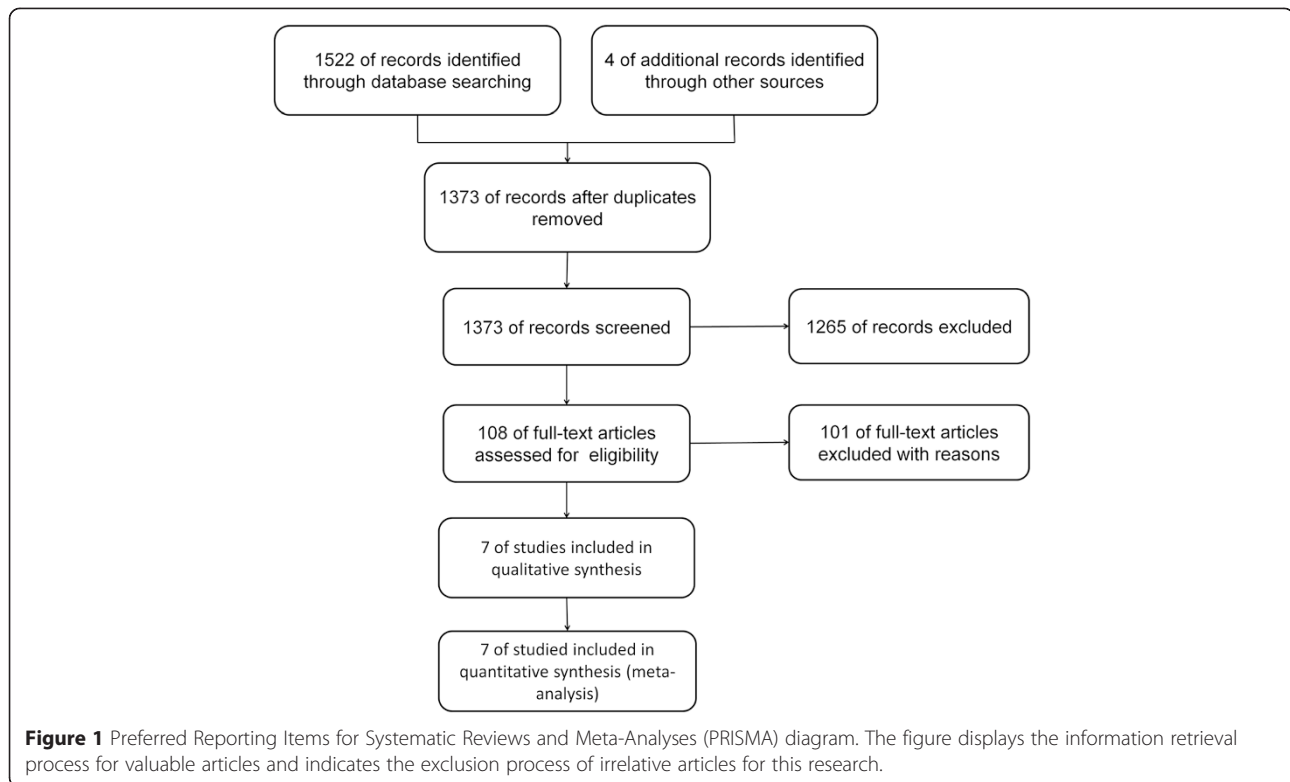 1522 of records identified
through database searching
4 of additional records identified
through other sources
1373 of records after duplicates
removed
1373 of records screened
1265 of records excluded
108 of full-text articles
assessed for eligibility
101 of full-text articles
excluded with reasons
7 of studies included in
qualitative synthesis
7 of studied included in
quantitative synthesis (meta-
analysis)
Figure 1 Preferred Reporting Items for Systematic Reviews and Meta-Analyses (PRISMA) diagram. The figure displays the information retrieval
process for valuable articles and indicates the exclusion process of irrelative articles for this research.